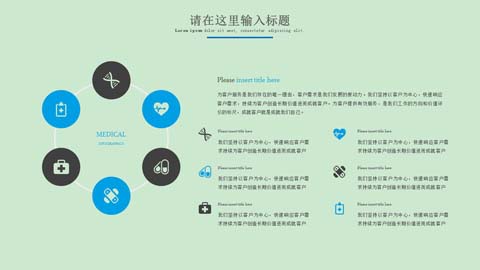 请在这里输入标题
Lorem ipsum dolor sit amet, consectetur adipisicing elit.
MEDICAL
INFOGRAPHICS
Please insert title here
为客户服务是我们存在的唯一理由，客户需求是我们发展的原动力。我们坚持以客户为中心，快速响应
客户需求，持续为客户创造长期价值进而成就客户。为客户提供有效服务，是我们工作的方向和价值评
价的标尺，成就客户就是成就我们自己。
Please insert title here
我们坚持以客户为中心，快速响应客户需
求持续为客户创造长期价值进而成就客户
Please insert title here
我们坚持以客户为中心，快速响应客户需
求持续为客户创造长期价值进而成就客户
Please insert title here
我们坚持以客户为中心，快速响应客户需
求持续为客户创造长期价值进而成就客户
Please insert title here
我们坚持以客户为中心，快速响应客户需
求持续为客户创造长期价值进而成就客户
Please insert title here
我们坚持以客户为中心，快速响应客户需
求持续为客户创造长期价值进而成就客户
Please insert title here
我们坚持以客户为中心，快速响应客户需
求持续为客户创造长期价值进而成就客户